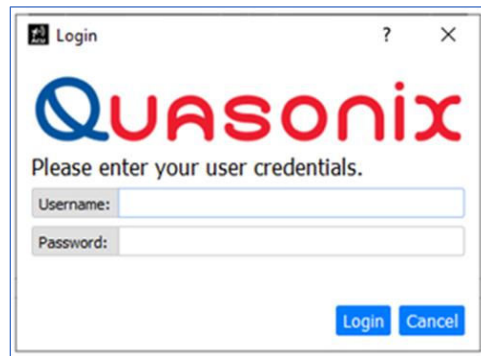 Login ? X
Quasonix
Please enter your user credentials.
Username:
Password:
Login Cancel